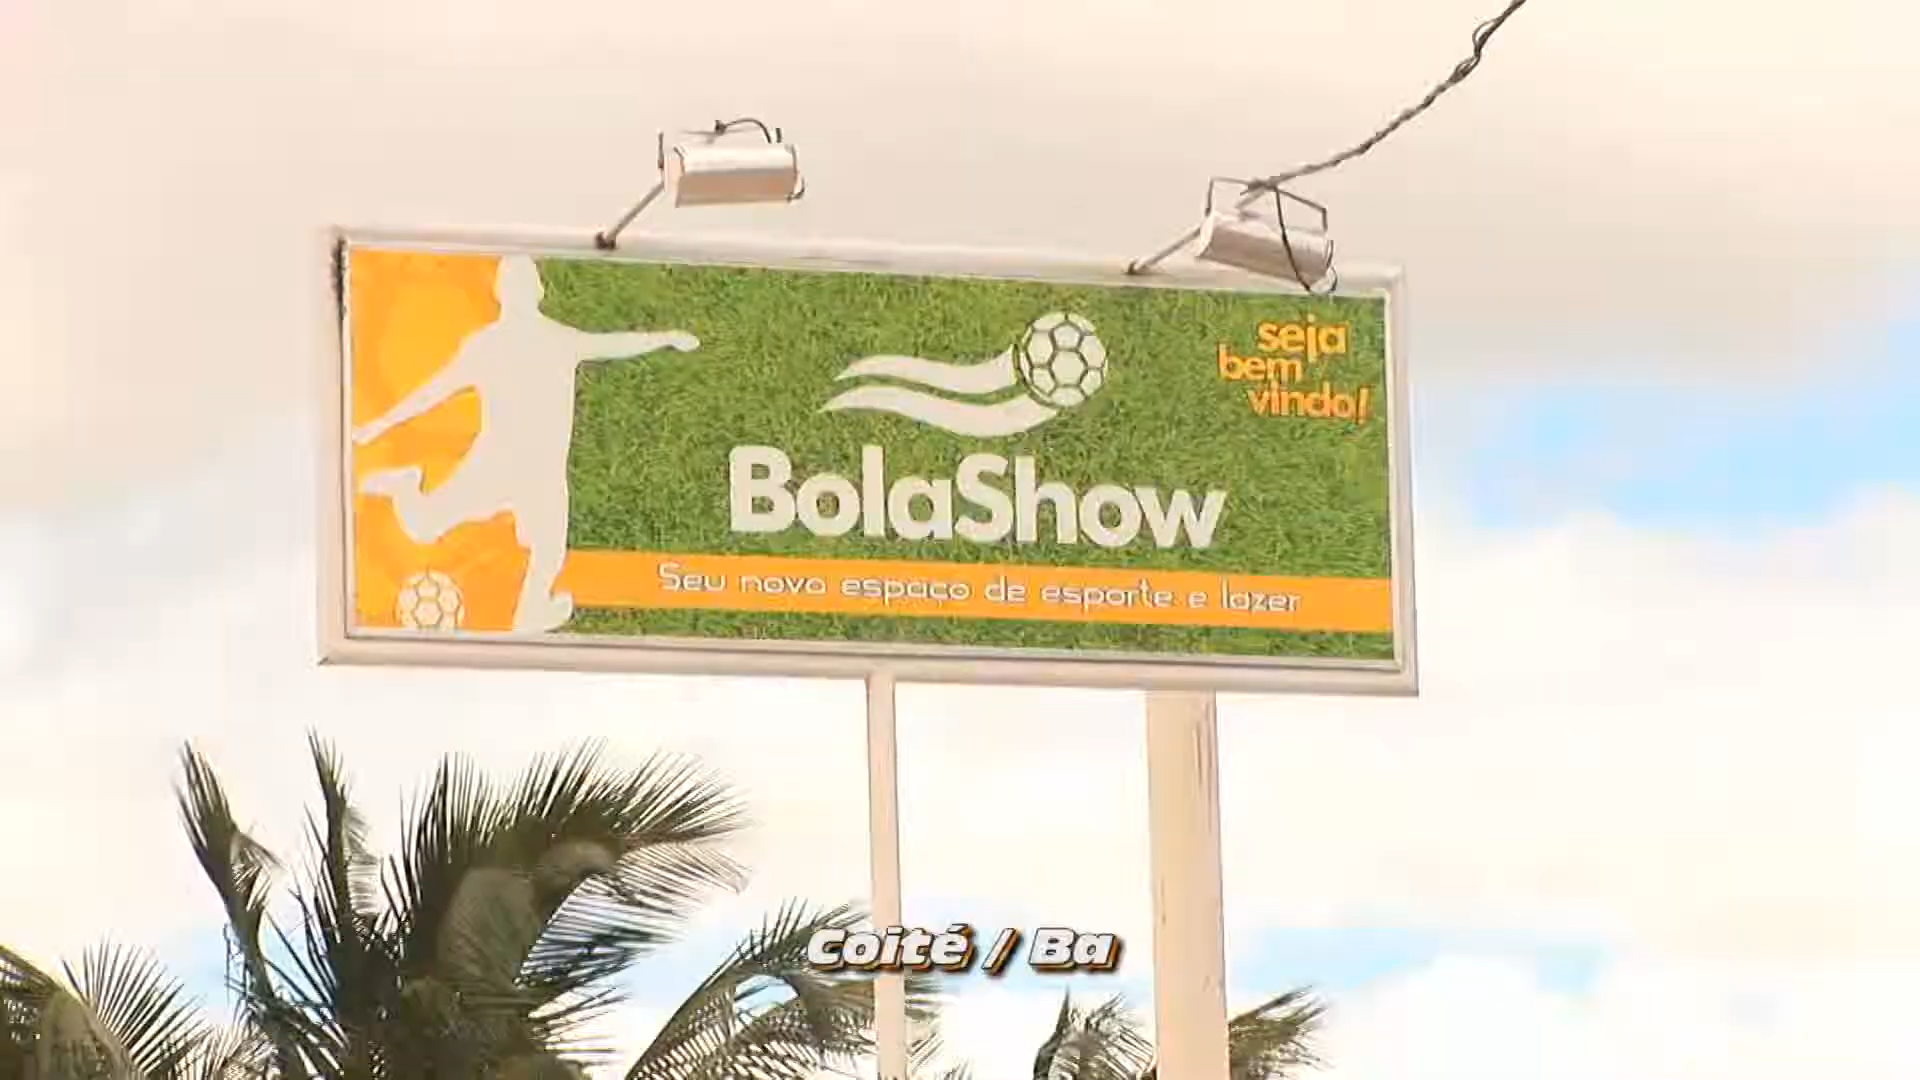 seja
bem
vindo!
BolaShow
Seu novo espaço de esporte e lazer
Coité / Ba